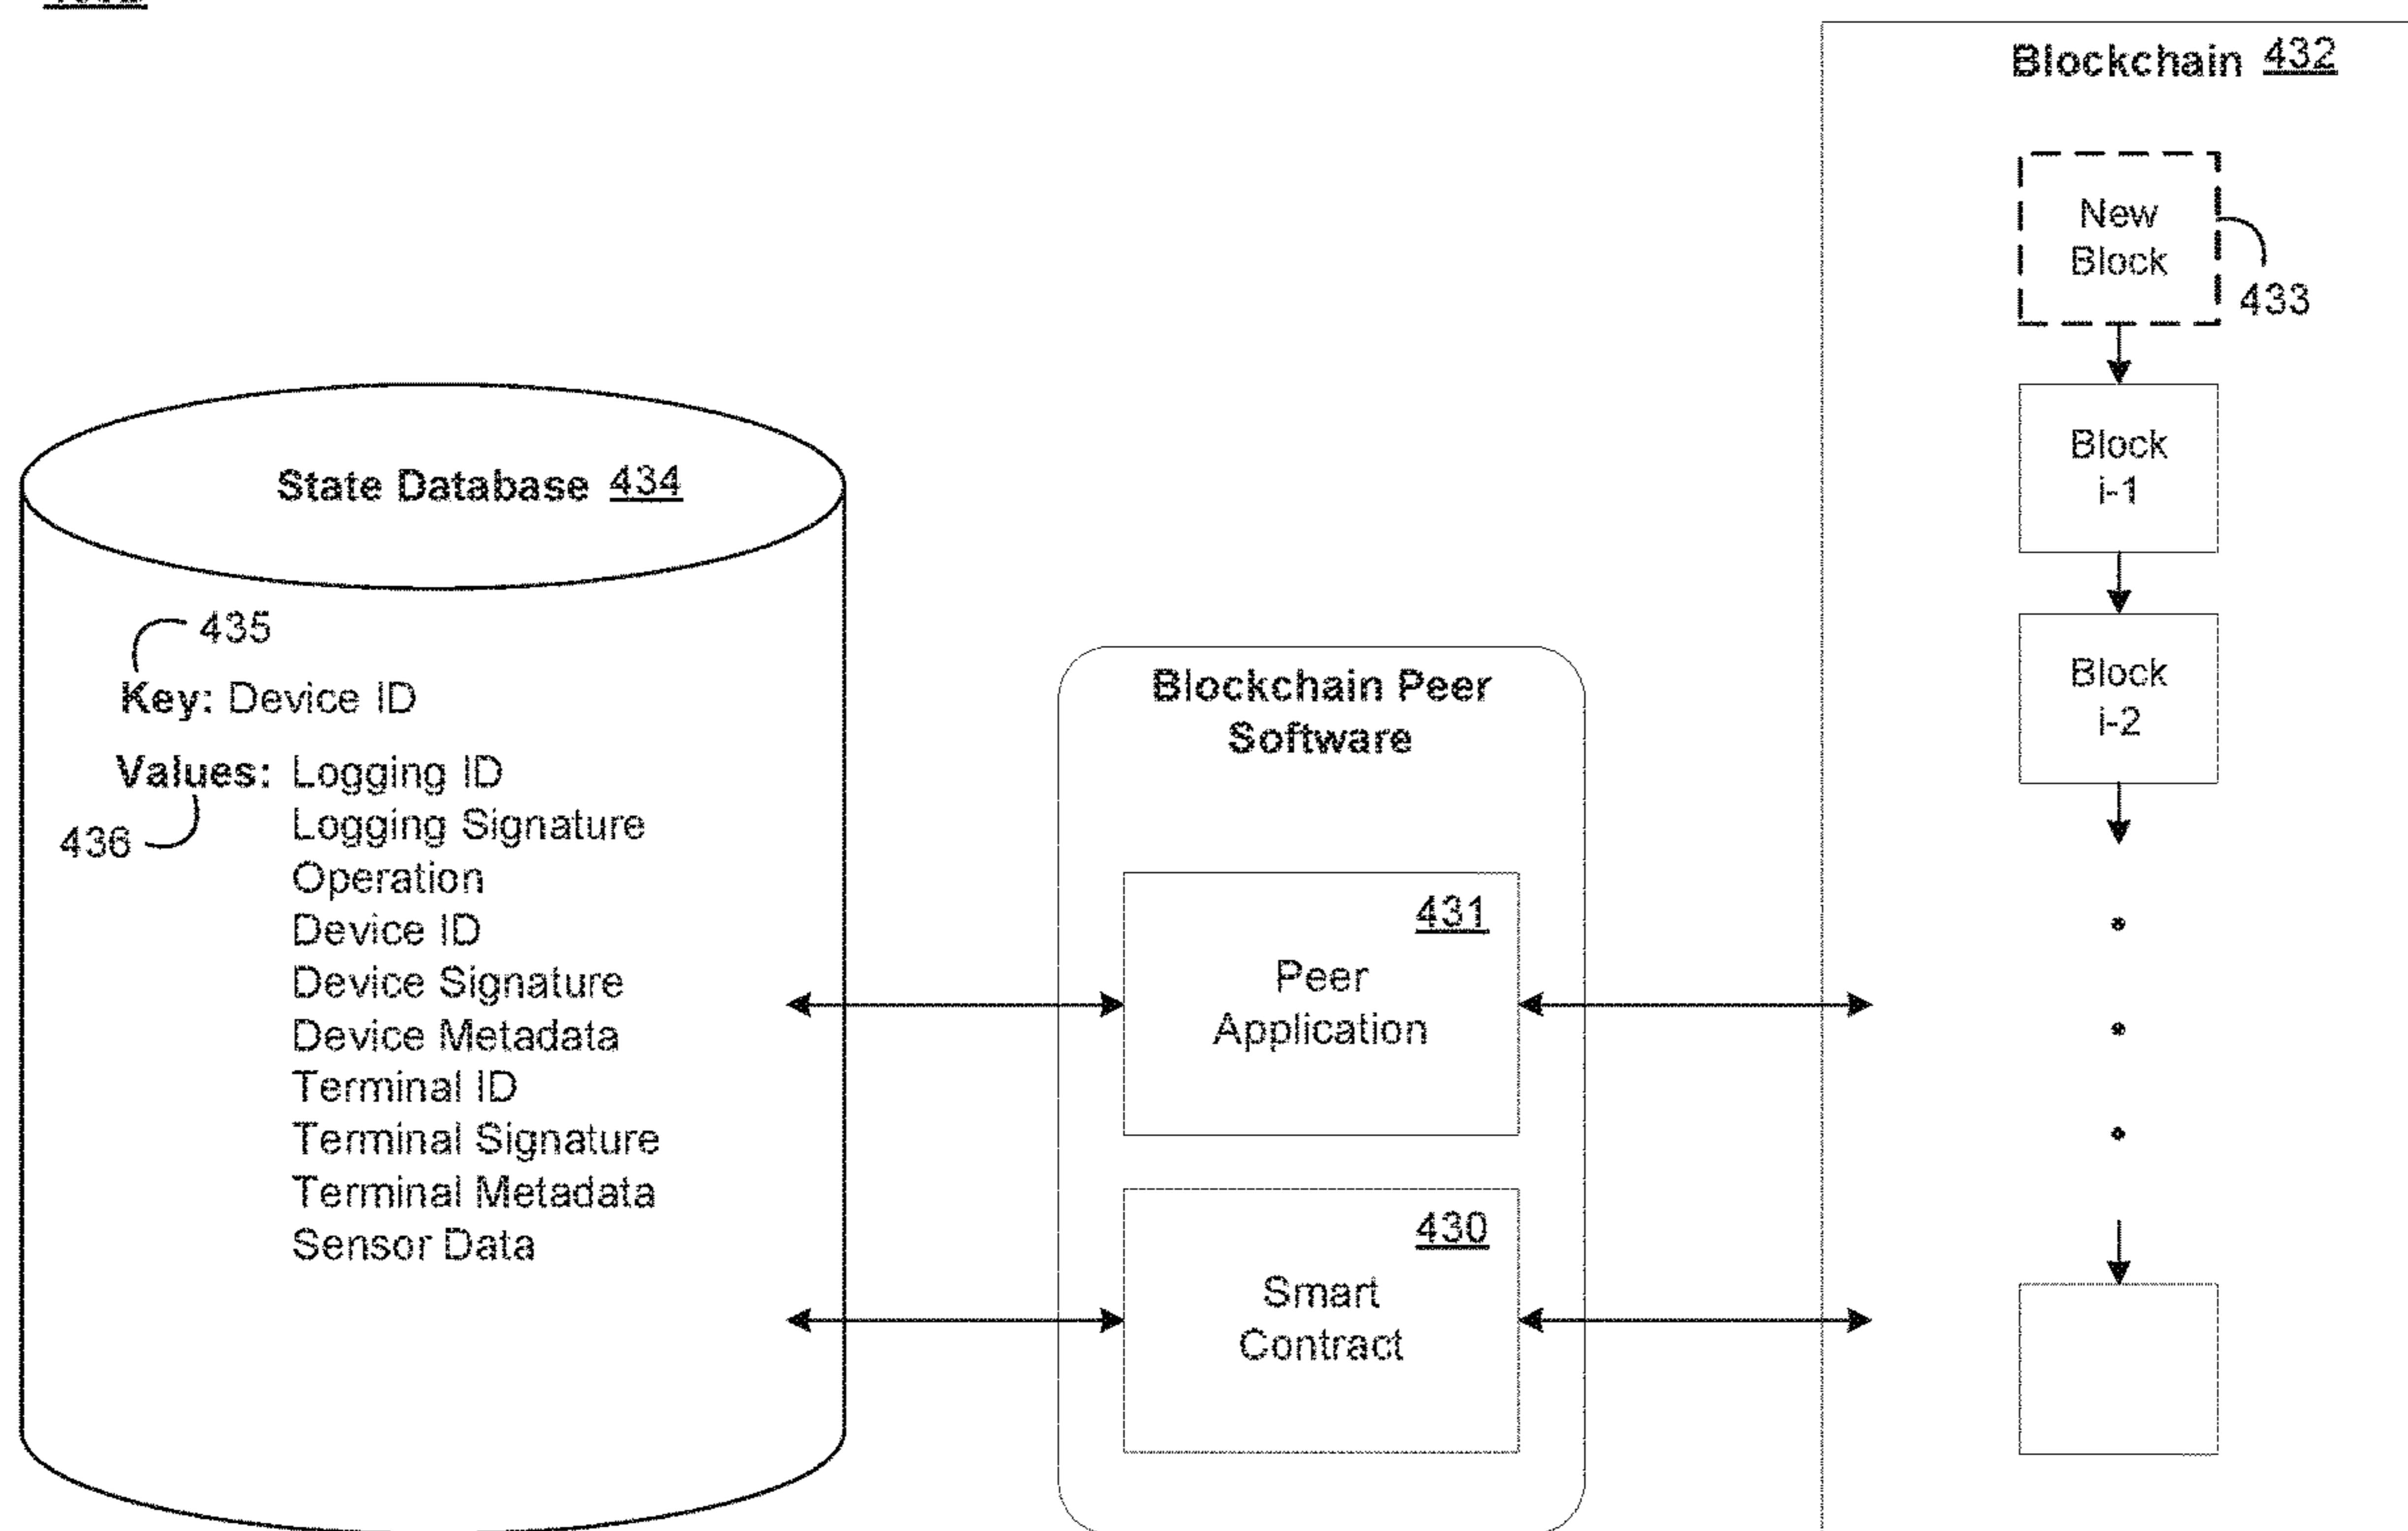 Blockchain 432
New
Block
433
Block
i-1
Block
i-2
State Database 434
435
Key: Device ID
Values: Logging ID
436
Logging Signature
Operation
Device ID
Device Signature
Device Metadata
Terminal ID
Terminal Signature
Terminal Metadata
Sensor Data
Blockchain Peer
Software
431
Peer
Application
430
Smart
Contract